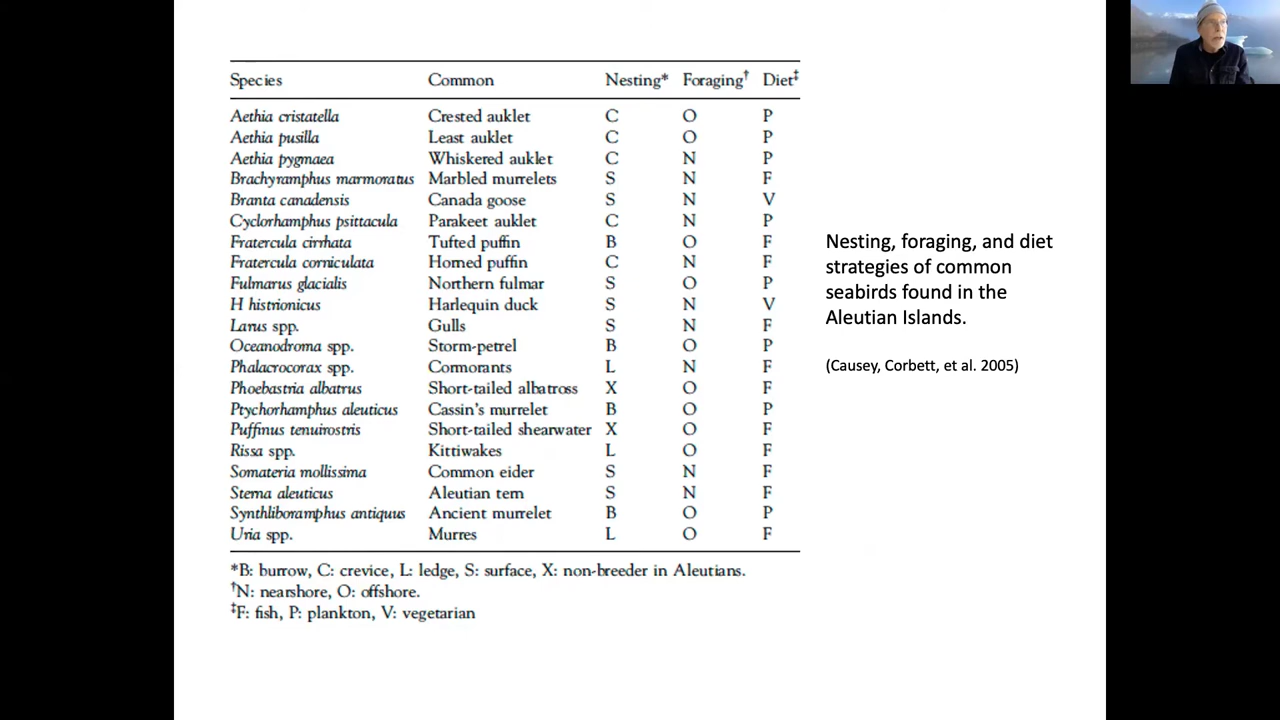 Species Common Nesting* Foraging† Diet‡
Aethia cristatella Crested auklet C O P
Aethia pusilla Least auklet C O P
Aethia pygmaea Whiskered auklet C N P
Brachyramphus marmoratus Marbled murrelets S N F
Branta canadensis Canada goose S N V
Cyclorhamphus psittacula Parakeet auklet C N P
Fratercula cirrhata Tufted puffin B O F
Fratercula corniculata Horned puffin C N F
Fulmarus glacialis Northern fulmar S O P
H histrionicus Harlequin duck S N V
Larus spp. Gulls S N F
Oceanodroma spp. Storm-petrel B O P
Phalacrocorax spp. Cormorants L N F
Phoebastria albatrus Short-tailed albatross X O F
Ptychorhamphus aleuticus Cassin's murrelet B O P
Puffinus tenuirostris Short-tailed shearwater X O F
Rissa spp. Kittiwakes L O F
Somateria mollissima Common eider S N F
Sterna aleuticus Aleutian tern S N F
Synthliboramphus antiquus Ancient murrelet B O P
Uria spp. Murres L O F
*B: burrow, C: crevice, L: ledge, S: surface, X: non-breeder in Aleutians.
†N: nearshore, O: offshore.
‡F: fish, P: plankton, V: vegetarian
Nesting, foraging, and diet
strategies of common
seabirds found in the
Aleutian Islands.
(Causey, Corbett, et al. 2005)